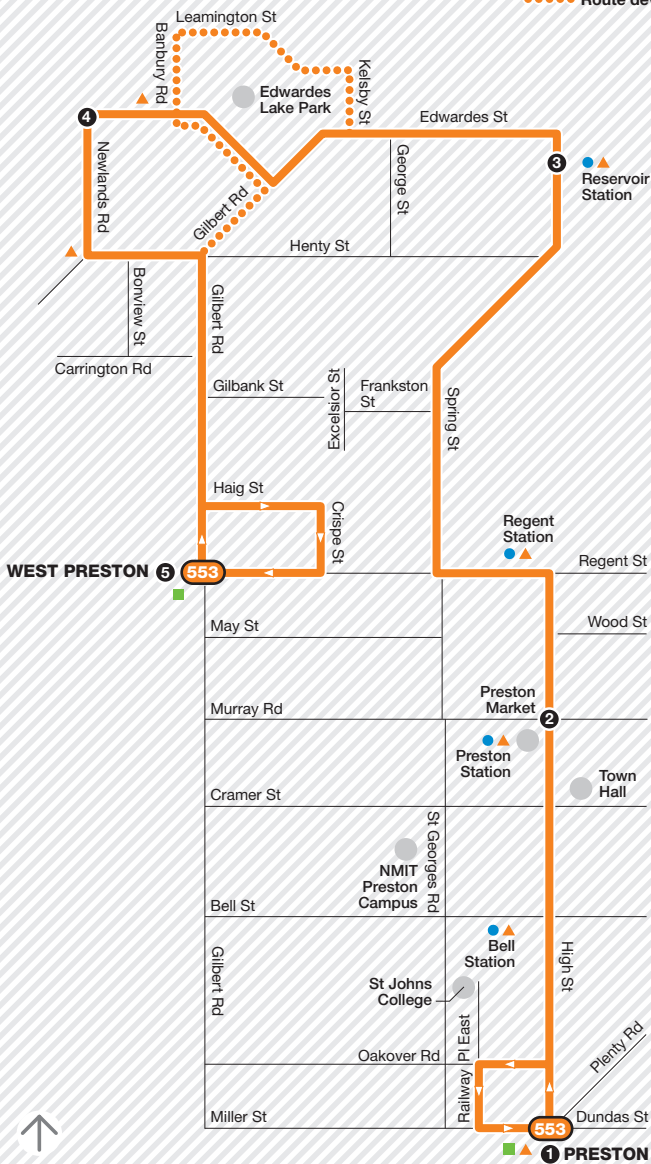 Route de
Leamington St
Banbury Rd
Kelsby St
Edwardes
Lake Park
Edwardes St
4
3
Reservoir
Station
Newlands Rd
George St
Gilbert Rd
Henty St
Bonview St
Gilbert Rd
Carrington Rd
Gilbank St
Excelsior St
Frankston
St
Spring St
Haig St
Crispe St
Regent
Station
WEST PRESTON 5 553
Regent St
May St
Wood St
Preston
Market
Murray Rd
2
Preston
Station
Town
Hall
Cramer St
St Georges Rd
NMIT
Preston
Campus
Bell St
Bell
Station
Gilbert Rd
High St
St Johns
College
Railway Pl East
Plenty Rd
Oakover Rd
Miller St
Dundas St
553
1 PRESTON